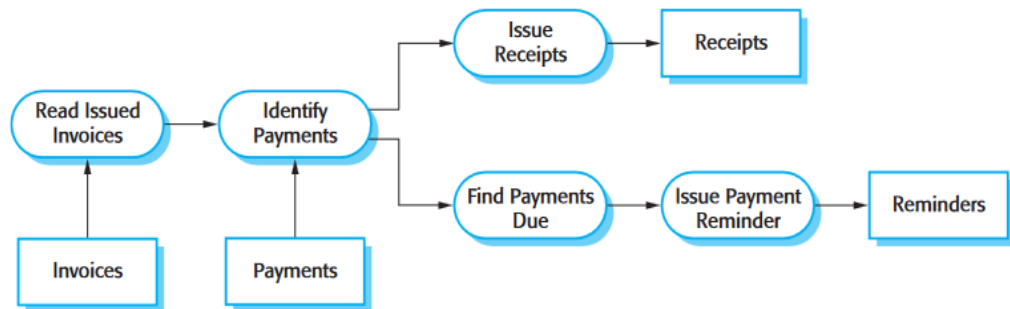 Issue
Receipts
Receipts
Read Issued
Invoices
Identify
Payments
Find Payments
Due
Issue Payment
Reminder
Reminders
Invoices
Payments